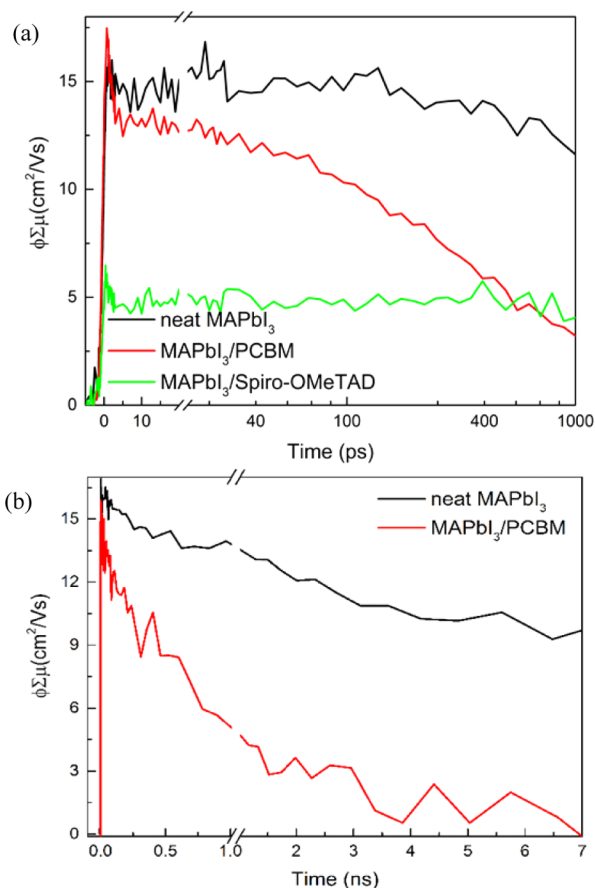 (a)
ϕΣμ(cm²/Vs)
15
10
5
0
neat MAPbI₃
MAPbI₃/PCBM
MAPbI₃/Spiro-OMeTAD
0 10 40 100 400 1000
Time (ps)
(b)
ϕΣμ(cm²/Vs)
15
12
9
6
3
0
neat MAPbI₃
MAPbI₃/PCBM
0.0 0.5 1.0 2 3 4 5 6 7
Time (ns)